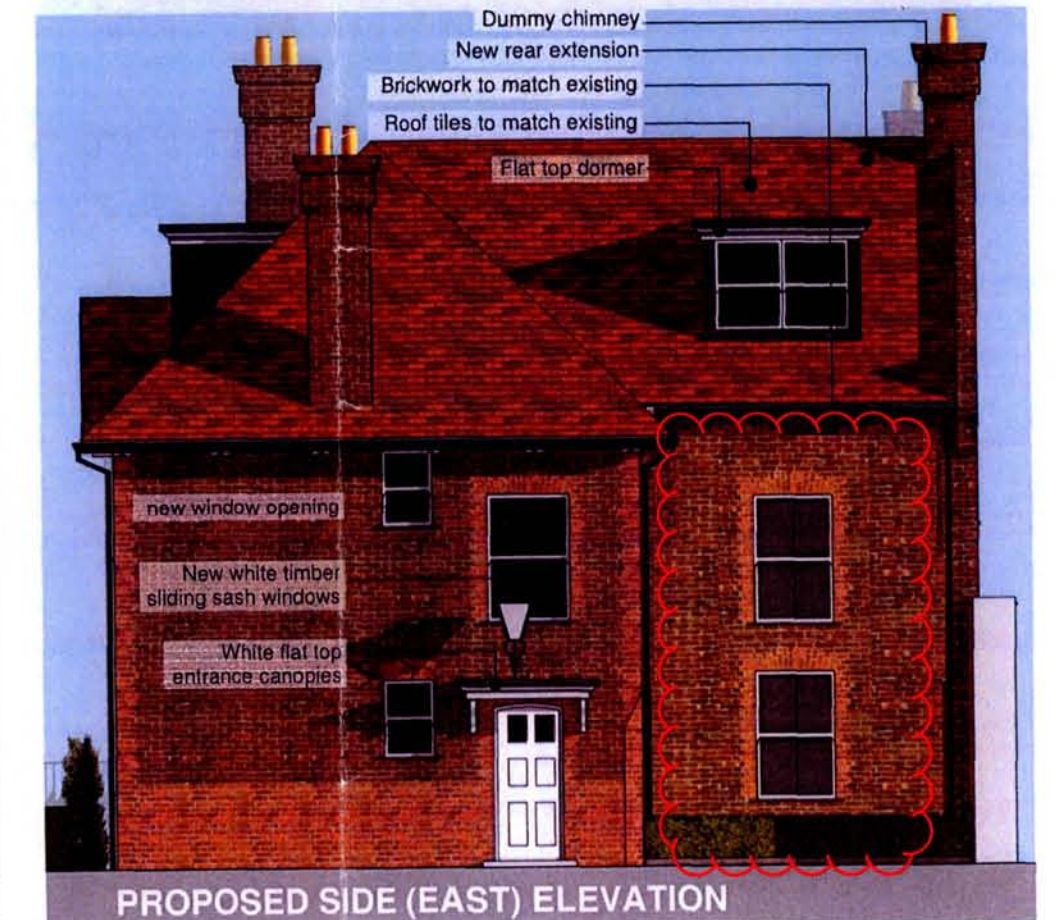 Dummy chimney
New rear extension
Brickwork to match existing
Roof tiles to match existing
Flat top dormer
new window opening
New white timber
sliding sash windows
White flat top
entrance canopies
PROPOSED SIDE (EAST) ELEVATION